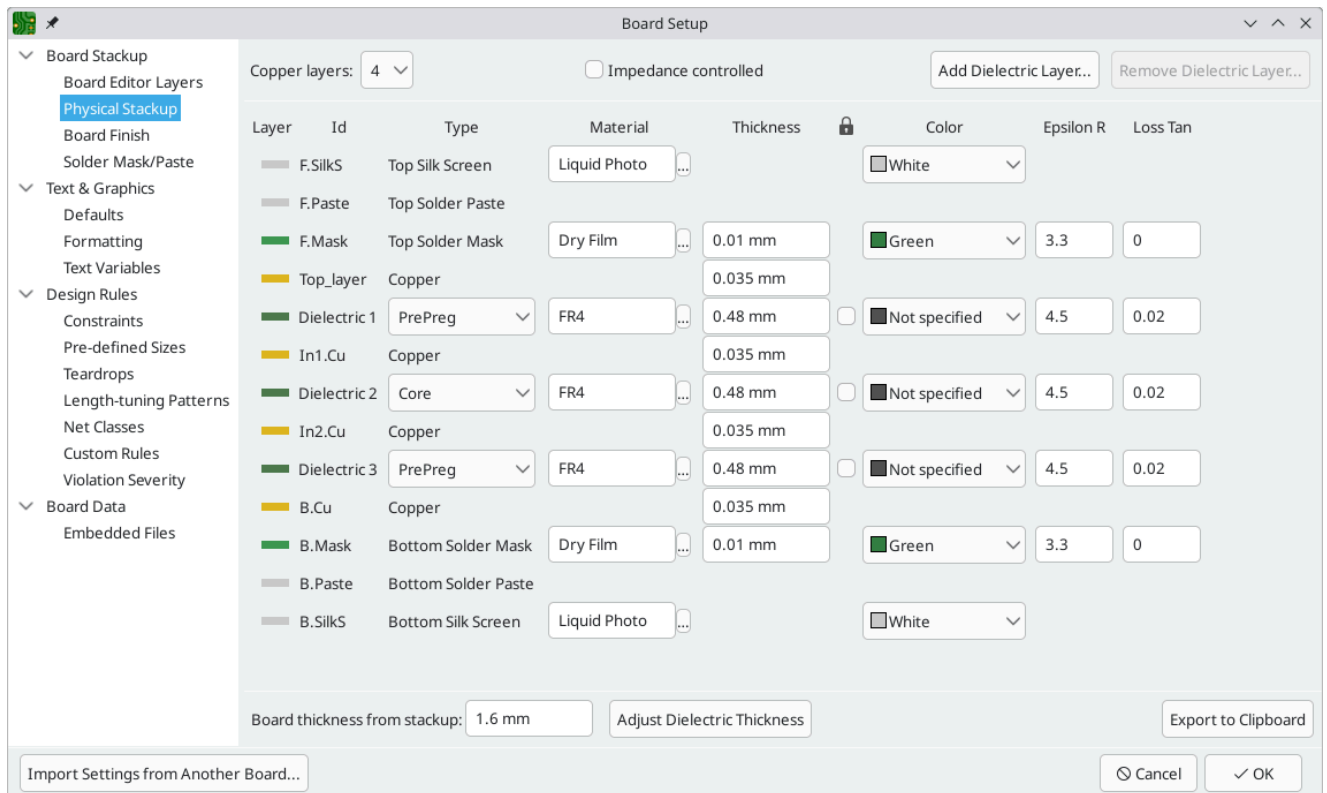 Board Setup
Board Stackup
Board Editor Layers
Physical Stackup
Board Finish
Solder Mask/Paste
Text & Graphics
Defaults
Formatting
Text Variables
Design Rules
Constraints
Pre-defined Sizes
Teardrops
Length-tuning Patterns
Net Classes
Custom Rules
Violation Severity
Board Data
Embedded Files
Copper layers: 4 Impedance controlled Add Dielectric Layer... Remove Dielectric Layer...
Layer Id Type Material Thickness Color Epsilon R Loss Tan
F.SilkS Top Silk Screen Liquid Photo ... White
F.Paste Top Solder Paste
F.Mask Top Solder Mask Dry Film ... 0.01 mm Green 3.3 0
Top_layer Copper 0.035 mm
Dielectric 1 PrePreg FR4 ... 0.48 mm Not specified 4.5 0.02
In1.Cu Copper 0.035 mm
Dielectric 2 Core FR4 ... 0.48 mm Not specified 4.5 0.02
In2.Cu Copper 0.035 mm
Dielectric 3 PrePreg FR4 ... 0.48 mm Not specified 4.5 0.02
B.Cu Copper 0.035 mm
B.Mask Bottom Solder Mask Dry Film ... 0.01 mm Green 3.3 0
B.Paste Bottom Solder Paste
B.SilkS Bottom Silk Screen Liquid Photo ... White
Board thickness from stackup: 1.6 mm Adjust Dielectric Thickness Export to Clipboard
Import Settings from Another Board... Cancel OK